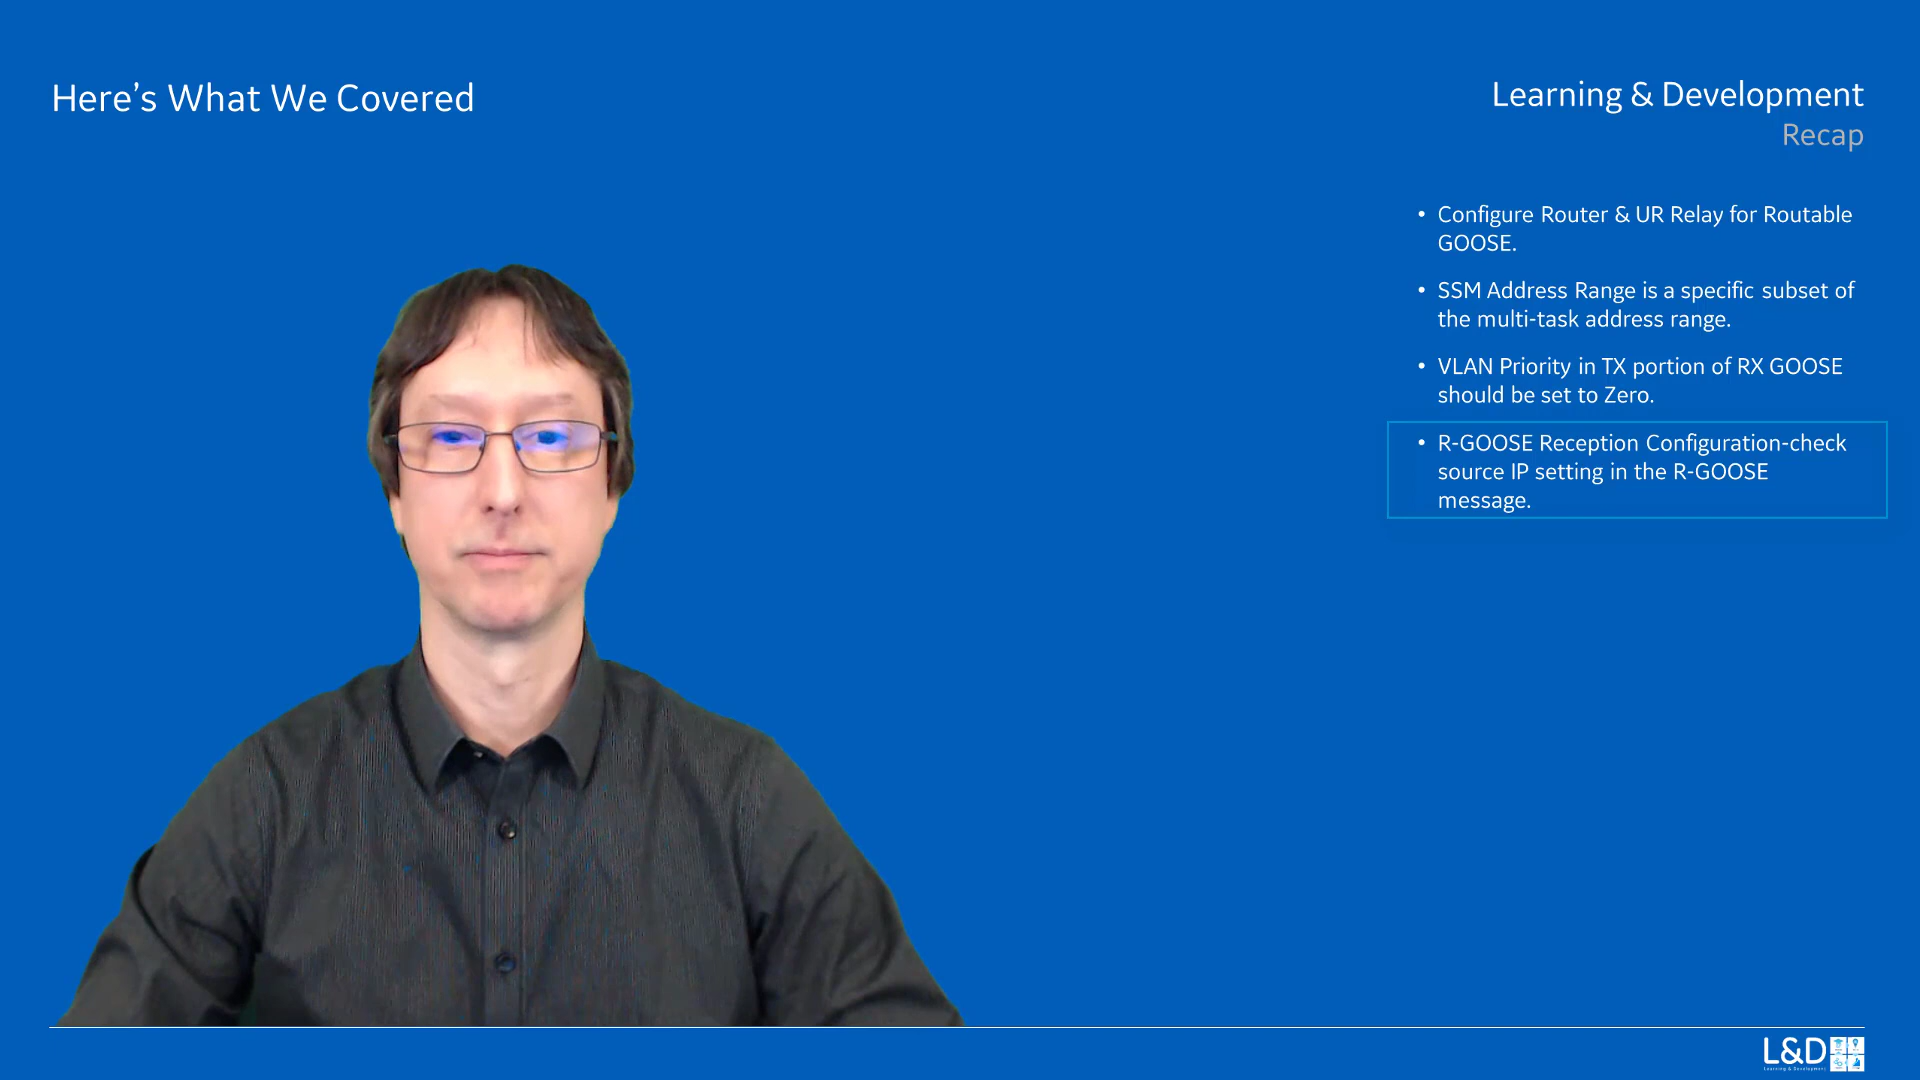 Here's What We Covered
Learning & Development
Recap
• Configure Router & UR Relay for Routable
GOOSE.
• SSM Address Range is a specific subset of
the multi-task address range.
• VLAN Priority in TX portion of RX GOOSE
should be set to Zero.
• R-GOOSE Reception Configuration-check
source IP setting in the R-GOOSE
message.
L&D
Learning & Development